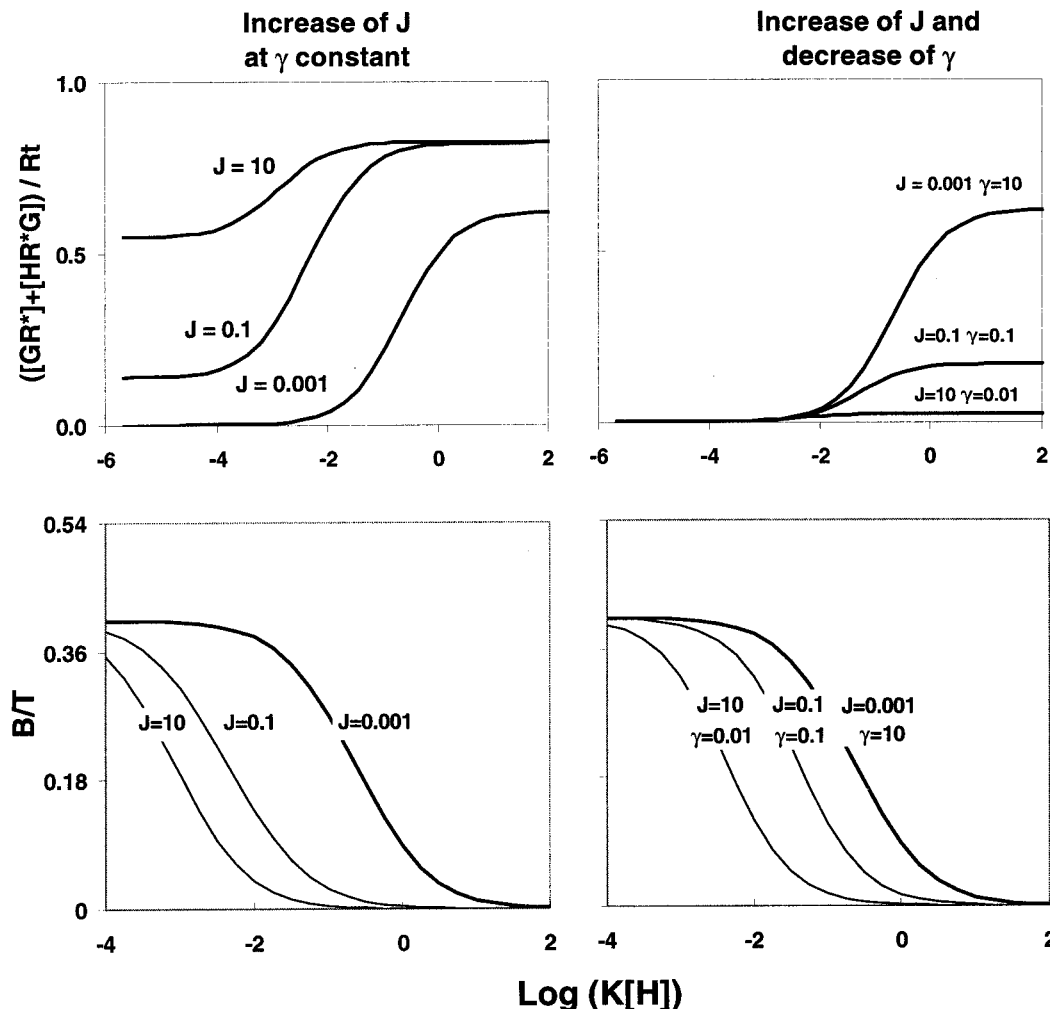 Increase of J
at γ constant
Increase of J and
decrease of γ
([GR*]+[HR*G]) / Rt
1.0
0.5
0.0
J = 10
J = 0.1
J = 0.001
-6
-4
-2
0
2
J = 0.001 γ=10
J=0.1 γ=0.1
J=10 γ=0.01
-6
-4
-2
0
2
B/T
0.54
0.36
0.18
0
J=10
J=0.1
J=0.001
-4
-2
0
2
J=10
γ=0.01
J=0.1
γ=0.1
J=0.001
γ=10
-4
-2
0
2
Log (K[H])